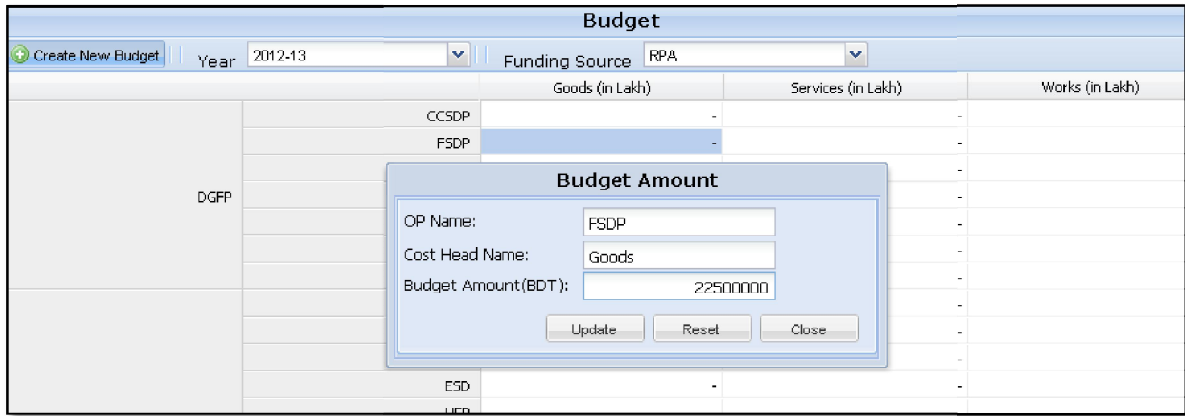 Budget
Create New Budget Year 2012-13 Funding Source RPA
Goods (in Lakh) Services (in Lakh) Works (in Lakh)
CCSDP - -
FSDP - -
-
DGFP -
-
-
-
-
-
-
ESD - -
Budget Amount
OP Name: FSDP
Cost Head Name: Goods
Budget Amount(BDT): 22500000
Update Reset Close